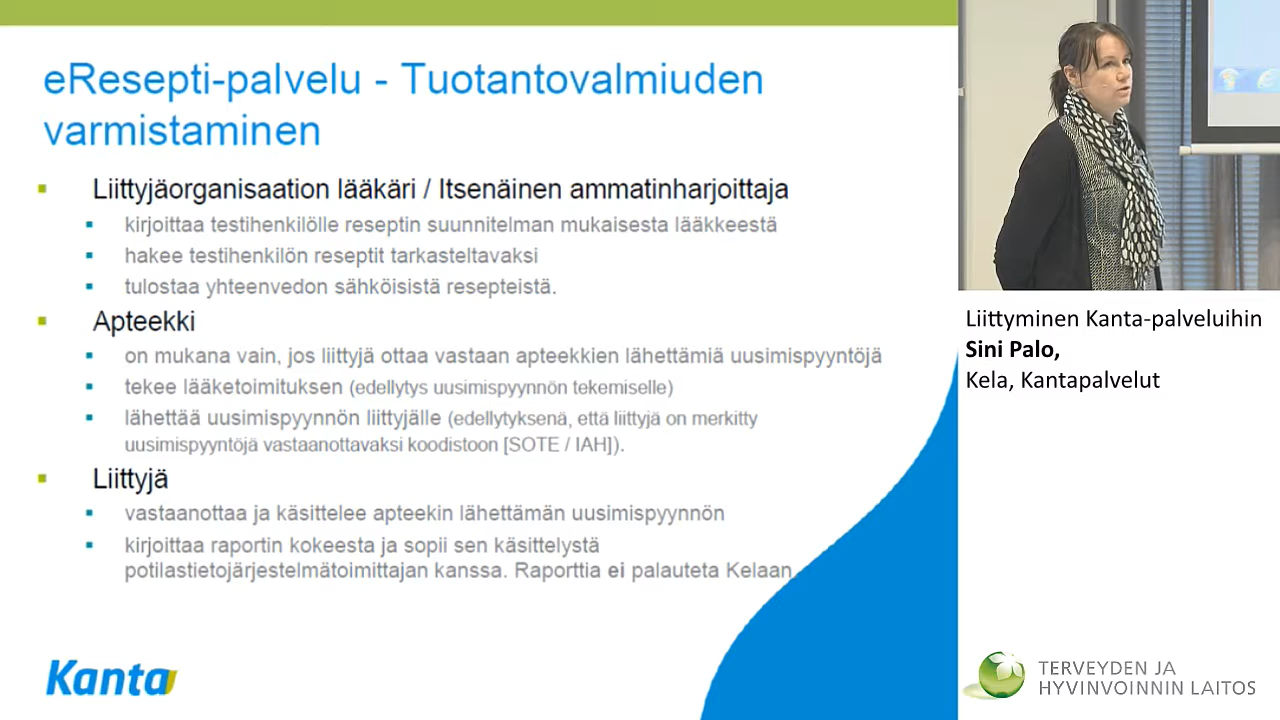 eResepti-palvelu - Tuotantovalmiuden
varmistaminen
Liittyjäorganisaation lääkäri / Itsenäinen ammatinharjoittaja
kirjoittaa testihenkilölle reseptin suunnitelman mukaisesta lääkkeestä
hakee testihenkilön reseptit tarkasteltavaksi
tulostaa yhteenvedon sähköisistä resepteistä.
Apteekki
on mukana vain, jos liittyjä ottaa vastaan apteekkien lähettämiä uusimispyyntöjä
tekee lääketoimituksen (edellytys uusimispyynnön tekemiselle)
lähettää uusimispyynnön liittyjälle (edellytyksenä, että liittyjä on merkitty
uusimispyyntöjä vastaanottavaksi koodistoon [SOTE / IAH]).
Liittyjä
vastaanottaa ja käsittelee apteekin lähettämän uusimispyynnön
kirjoittaa raportin kokeesta ja sopii sen käsittelystä
potilastietojärjestelmätoimittajan kanssa. Raporttia ei palauteta Kelaan
Kanta
Liittyminen Kanta-palveluihin
Sini Palo,
Kela, Kantapalvelut
TERVEYDEN JA
HYVINVOINNIN LAITOS